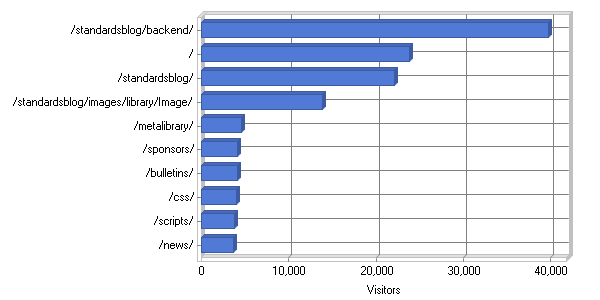 /standardsblog/backend/
/
/standardsblog/
/standardsblog/images/library/Image/
/metalibrary/
/sponsors/
/bulletins/
/css/
/scripts/
/news/
0 10,000 20,000 30,000 40,000
Visitors